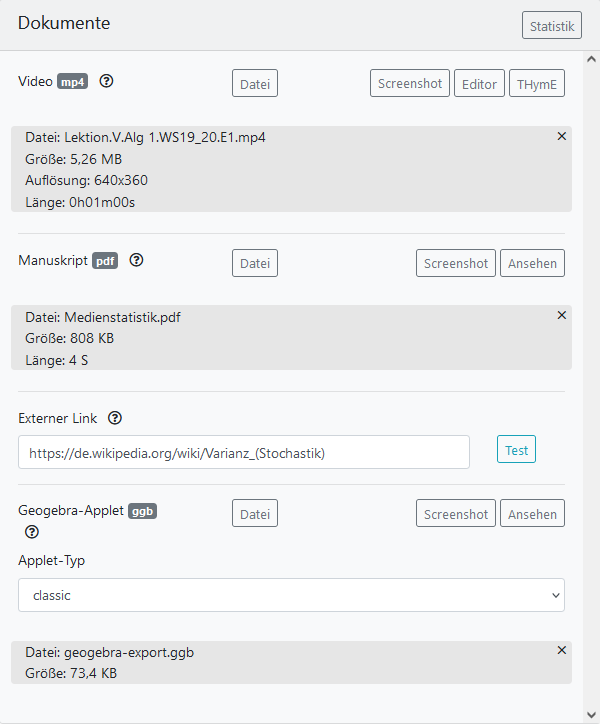 Dokumente Statistik
Video mp4 Datei Screenshot Editor THymE
Datei: Lektion.V.Alg 1.WS19_20.E1.mp4
Größe: 5,26 MB
Auflösung: 640x360
Länge: 0h01m00s
Manuskript pdf Datei Screenshot Ansehen
Datei: Medienstatistik.pdf
Größe: 808 KB
Länge: 4 S
Externer Link
https://de.wikipedia.org/wiki/Varianz_(Stochastik) Test
Geogebra-Applet ggb Datei Screenshot Ansehen
Applet-Typ
classic
Datei: geogebra-export.ggb
Größe: 73,4 KB